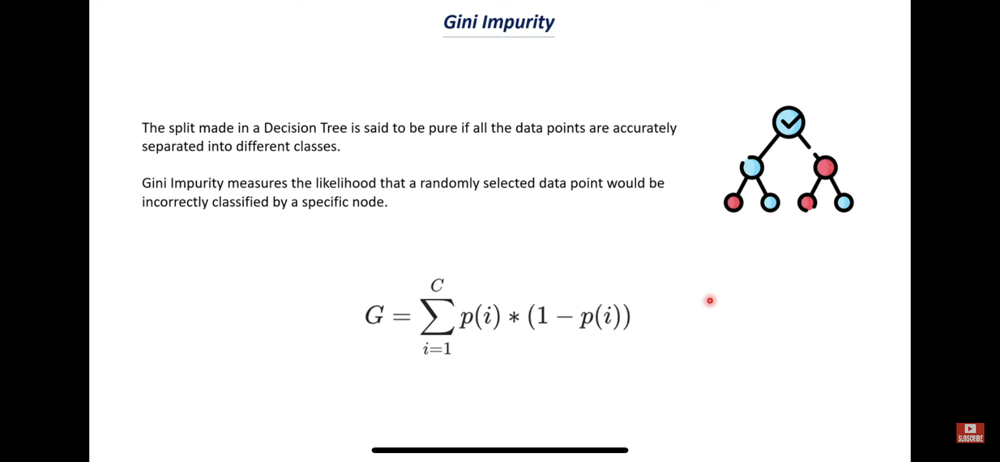 Gini Impurity
The split made in a Decision Tree is said to be pure if all the data points are accurately
separated into different classes.
Gini Impurity measures the likelihood that a randomly selected data point would be
incorrectly classified by a specific node.
C
G = ∑ p(i) * (1 − p(i))
i=1
SUBSCRIBE